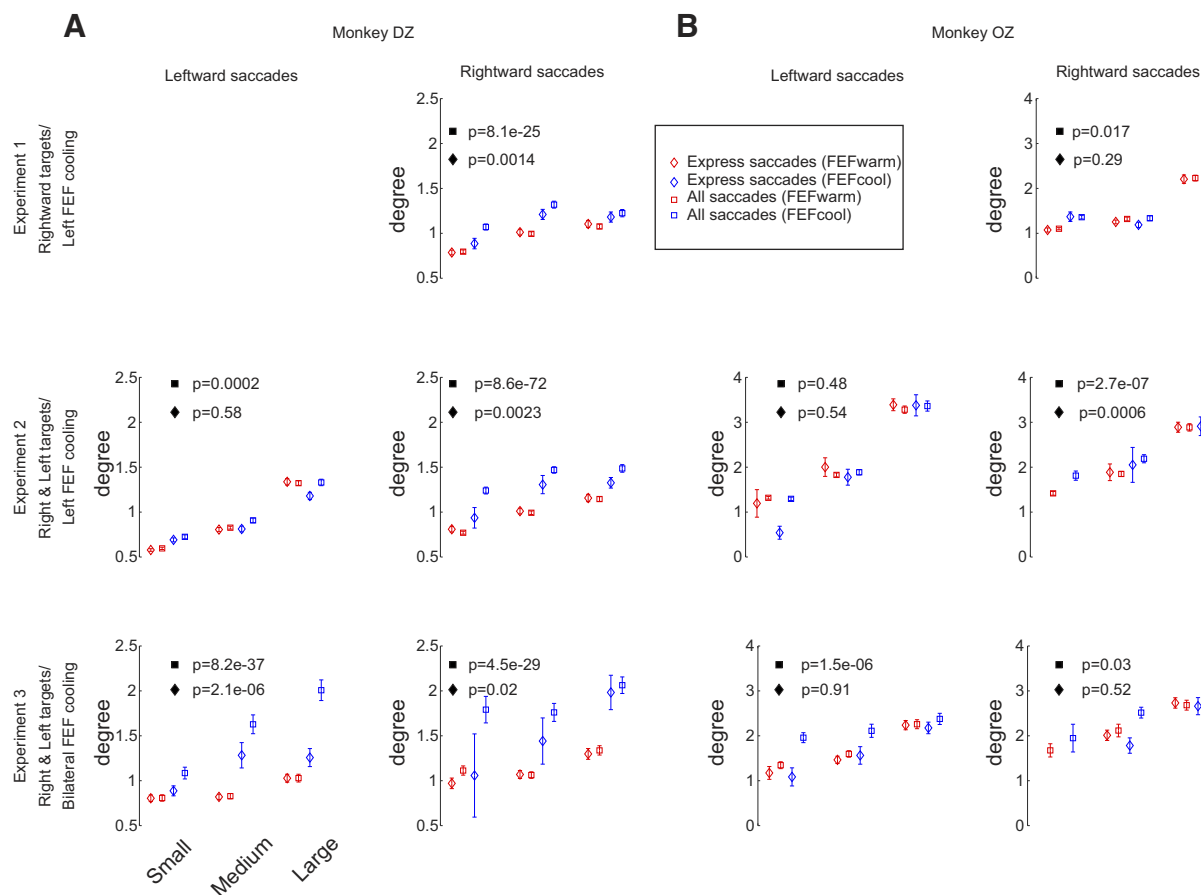 A
B
Monkey DZ
Monkey OZ
Leftward saccades
Rightward saccades
Leftward saccades
Rightward saccades
Experiment 1
Rightward targets/
Left FEF cooling
degree
2.5
2
1.5
1
0.5
p=8.1e-25
p=0.0014
Express saccades (FEFwarm)
Express saccades (FEFcool)
All saccades (FEFwarm)
All saccades (FEFcool)
degree
4
3
2
1
0
p=0.017
p=0.29
Experiment 2
Right & Left targets/
Left FEF cooling
degree
2.5
2
1.5
1
0.5
p=0.0002
p=0.58
degree
2.5
2
1.5
1
0.5
p=8.6e-72
p=0.0023
degree
4
3
2
1
0
p=0.48
p=0.54
degree
4
3
2
1
0
p=2.7e-07
p=0.0006
Experiment 3
Right & Left targets/
Bilateral FEF cooling
degree
2.5
2
1.5
1
0.5
p=8.2e-37
p=2.1e-06
Small
Medium
Large
degree
2.5
2
1.5
1
0.5
p=4.5e-29
p=0.02
degree
4
3
2
1
0
p=1.5e-06
p=0.91
degree
4
3
2
1
0
p=0.03
p=0.52